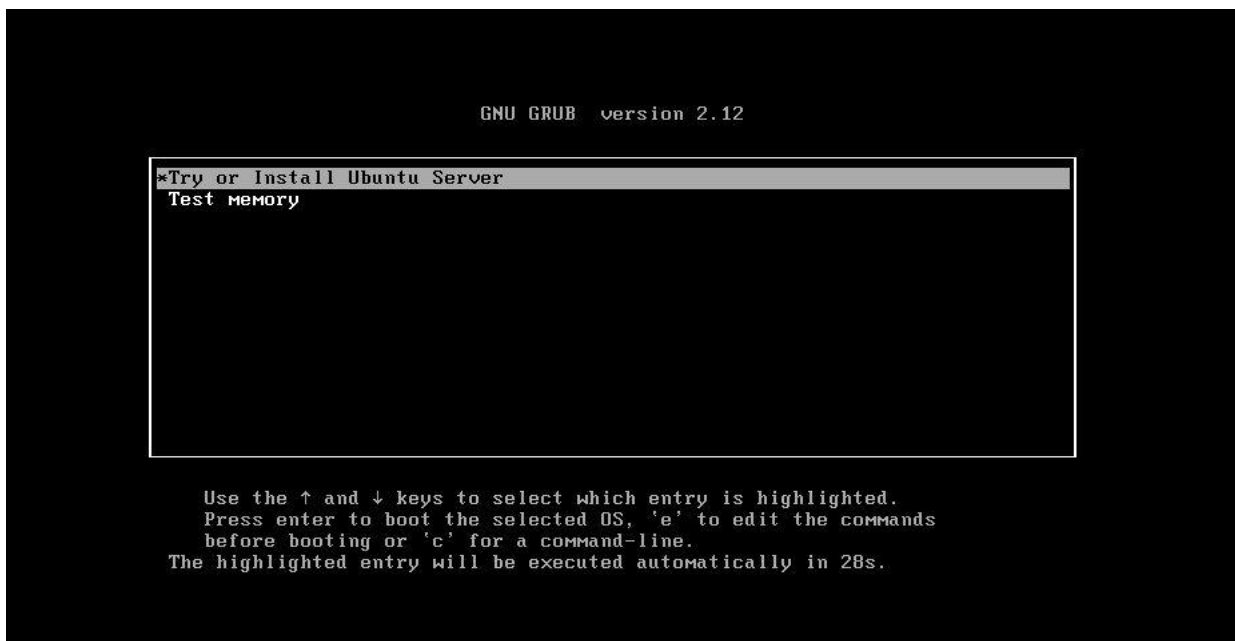 GNU GRUB  version 2.12
*Try or Install Ubuntu Server
Test memory
Use the ↑ and ↓ keys to select which entry is highlighted.
Press enter to boot the selected OS, `e' to edit the commands
before booting or `c' for a command-line.
The highlighted entry will be executed automatically in 28s.